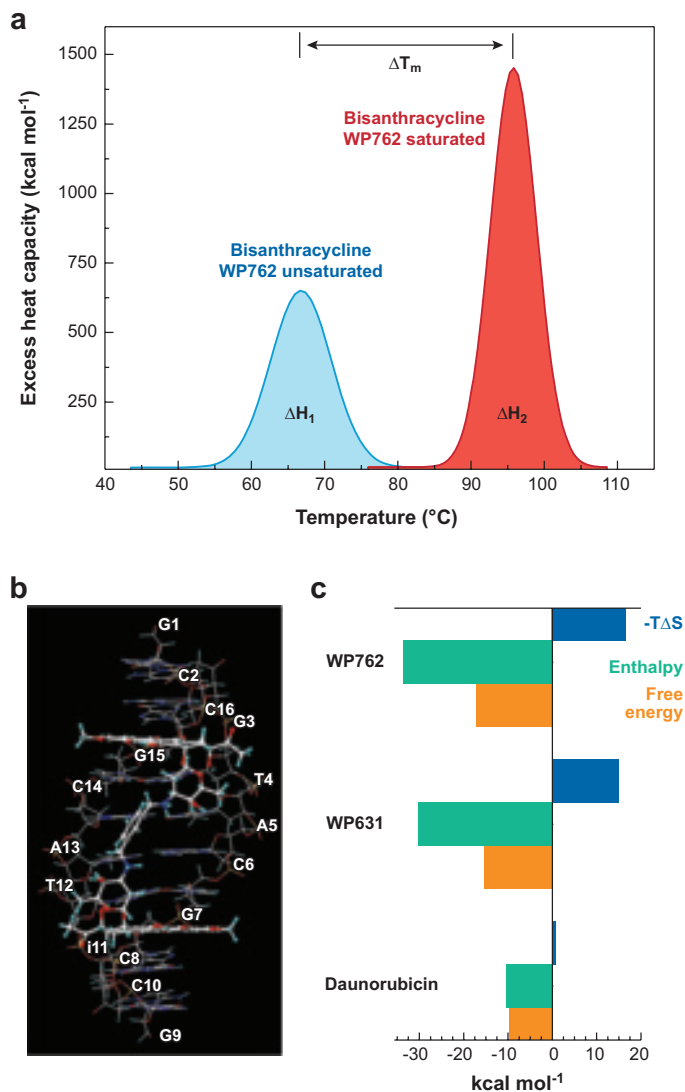 a
ΔTm
Bisanthracycline
WP762 saturated
Bisanthracycline
WP762 unsaturated
ΔH1
ΔH2
Excess heat capacity (kcal mol-1)
1500
1250
1000
750
500
250
40 50 60 70 80 90 100 110
Temperature (°C)
b
G1
C2
C16
G3
G15
C14
T4
A5
A13
C6
T12
G7
i11
C8
C10
G9
c
-TΔS
WP762
Enthalpy
Free
energy
WP631
Daunorubicin
-30 -20 -10 0 10 20
kcal mol-1